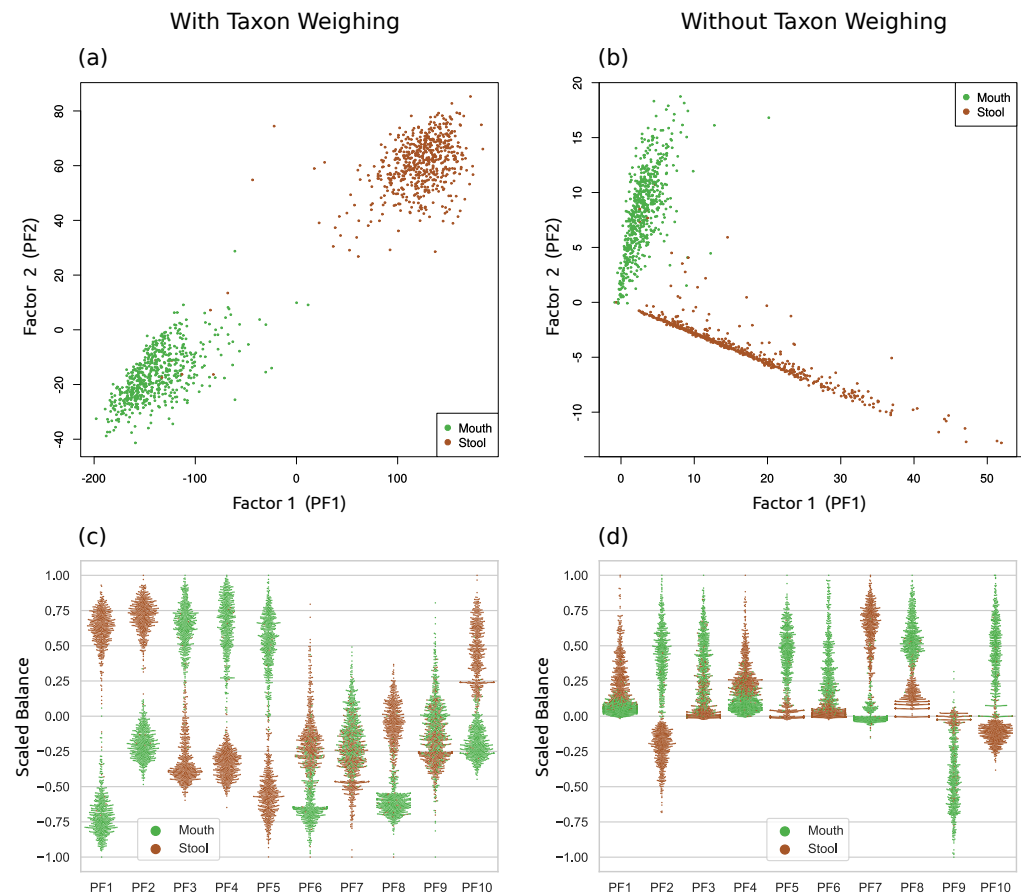 With Taxon Weighing
Without Taxon Weighing
(a)
(b)
Factor 2 (PF2)
80
60
40
20
0
-20
-40
-200
-100
0
100
Factor 1 (PF1)
Mouth
Stool
Factor 2 (PF2)
20
15
10
5
0
-5
-10
0
10
20
30
40
50
Factor 1 (PF1)
Mouth
Stool
(c)
(d)
Scaled Balance
1.00
0.75
0.50
0.25
0.00
−0.25
−0.50
−0.75
−1.00
Mouth
Stool
PF1 PF2 PF3 PF4 PF5 PF6 PF7 PF8 PF9 PF10
Scaled Balance
1.00
0.75
0.50
0.25
0.00
−0.25
−0.50
−0.75
−1.00
Mouth
Stool
PF1 PF2 PF3 PF4 PF5 PF6 PF7 PF8 PF9 PF10